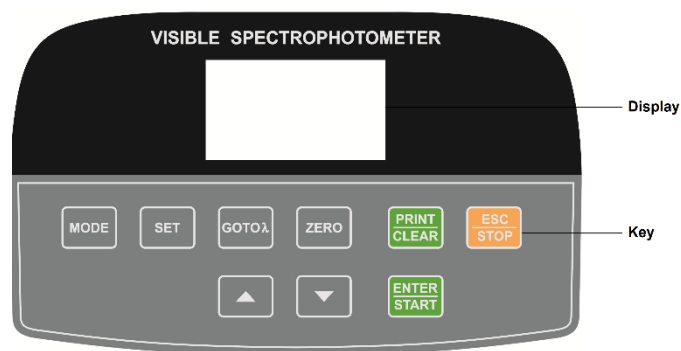 VISIBLE SPECTROPHOTOMETER
Display
MODE
SET
GOTOλ
ZERO
PRINT
CLEAR
ESC
STOP
Key
ENTER
START